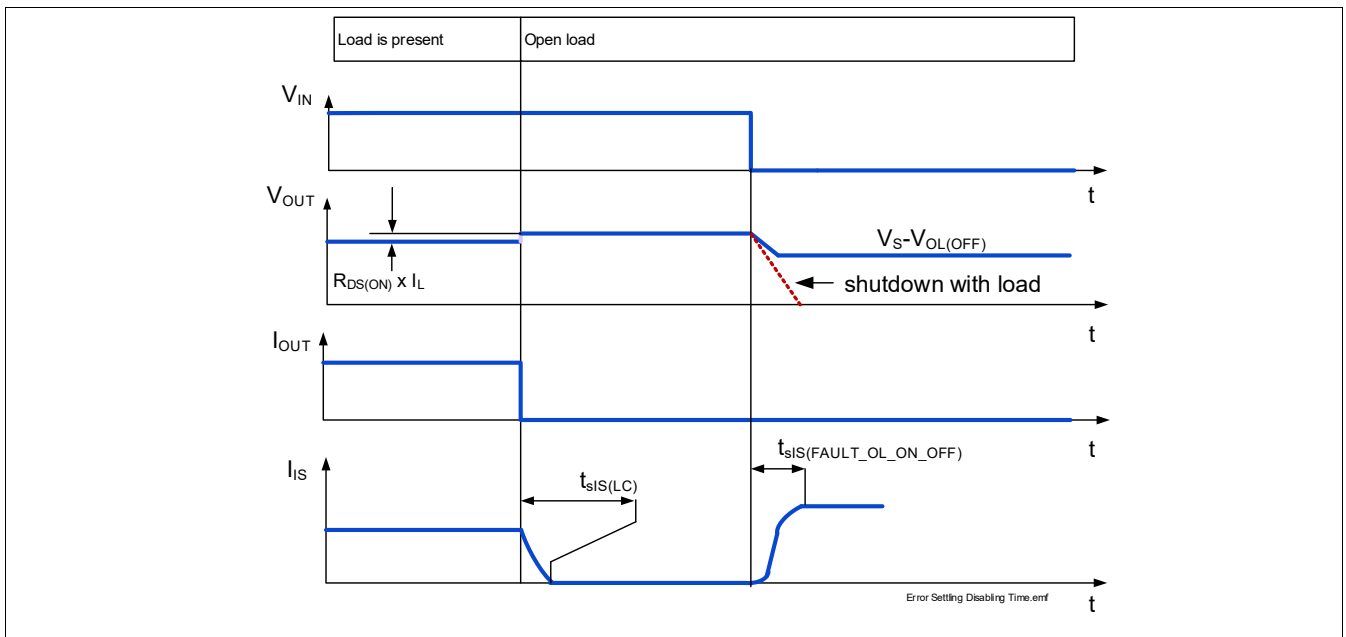 Load is present
Open load
VIN
t
VOUT
RDS(ON) x IL
VS-VOL(OFF)
shutdown with load
t
IOUT
t
IIS
tsIS(LC)
tsIS(FAULT_OL_ON_OFF)
Error Settling Disabling Time.emf
t